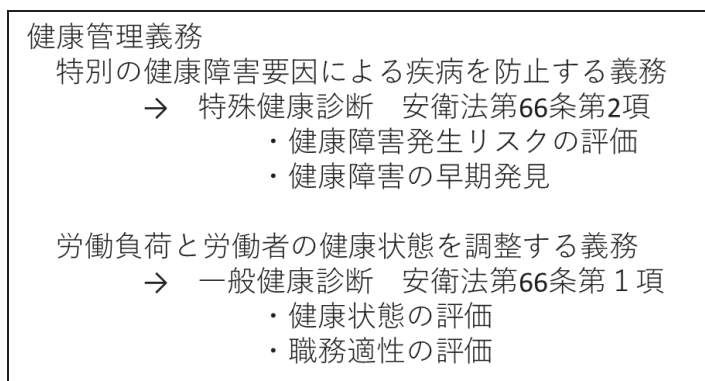 健康管理義務
特別の健康障害要因による疾病を防止する義務
→ 特殊健康診断 安衛法第66条第2項
・健康障害発生リスクの評価
・健康障害の早期発見
労働負荷と労働者の健康状態を調整する義務
→ 一般健康診断 安衛法第66条第１項
・健康状態の評価
・職務適性の評価